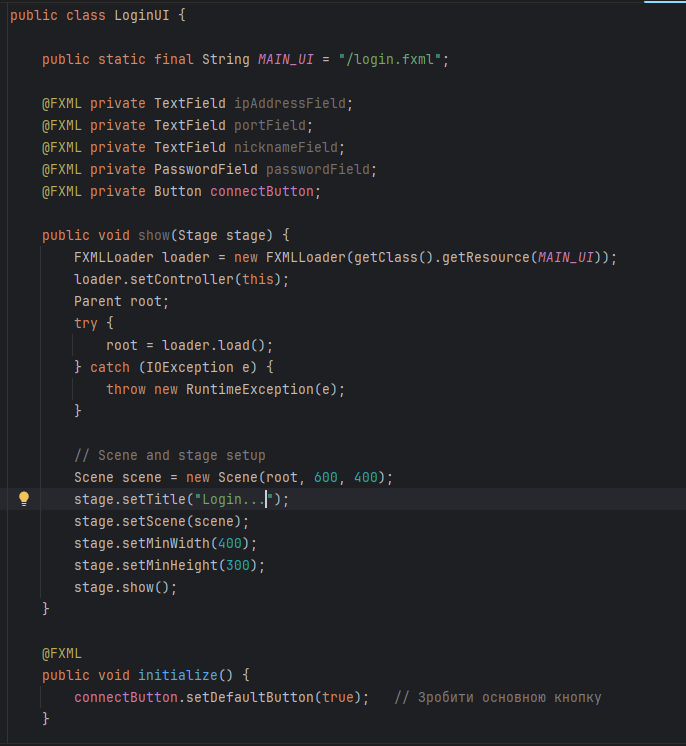 public class LoginUI {
public static final String MAIN_UI = "/login.fxml";
@FXML private TextField ipAddressField;
@FXML private TextField portField;
@FXML private TextField nicknameField;
@FXML private PasswordField passwordField;
@FXML private Button connectButton;
public void show(Stage stage) {
FXMLLoader loader = new FXMLLoader(getClass().getResource(MAIN_UI));
loader.setController(this);
Parent root;
try {
root = loader.load();
} catch (IOException e) {
throw new RuntimeException(e);
}
// Scene and stage setup
Scene scene = new Scene(root, 600, 400);
stage.setTitle("Login...");
stage.setScene(scene);
stage.setMinWidth(400);
stage.setMinHeight(300);
stage.show();
}
@FXML
public void initialize() {
connectButton.setDefaultButton(true);   // Зробити основною кнопку
}